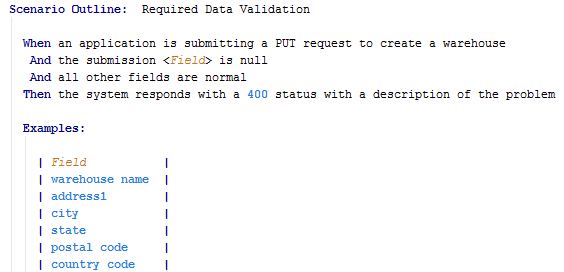 Scenario Outline: Required Data Validation
When an application is submitting a PUT request to create a warehouse
And the submission <Field> is null
And all other fields are normal
Then the system responds with a 400 status with a description of the problem
Examples:
| Field |
| warehouse name |
| address1 |
| city |
| state |
| postal code |
| country code |